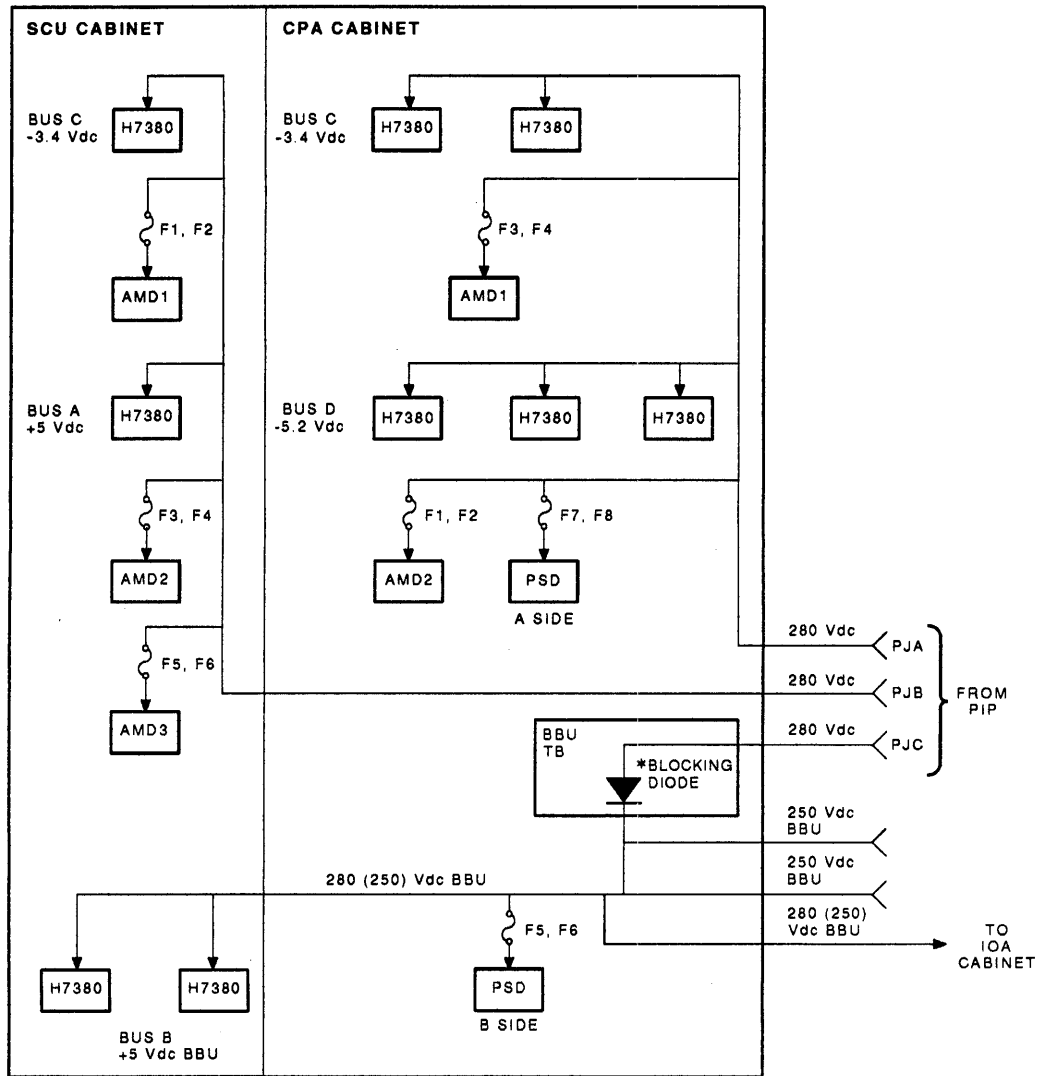 SCU CABINET
CPA CABINET
BUS C
-3.4 Vdc
H7380
BUS C
-3.4 Vdc
H7380
H7380
F1, F2
F3, F4
AMD1
AMD1
BUS A
+5 Vdc
H7380
BUS D
-5.2 Vdc
H7380
H7380
H7380
F3, F4
F1, F2
F7, F8
AMD2
AMD2
PSD
A SIDE
F5, F6
AMD3
280 Vdc
PJA
280 Vdc
PJB
280 Vdc
PJC
FROM
PIP
BBU
TB
*BLOCKING
DIODE
250 Vdc
BBU
250 Vdc
BBU
280 (250) Vdc BBU
280 (250)
Vdc BBU
TO
IOA
CABINET
F5, F6
H7380
H7380
PSD
B SIDE
BUS B
+5 Vdc BBU